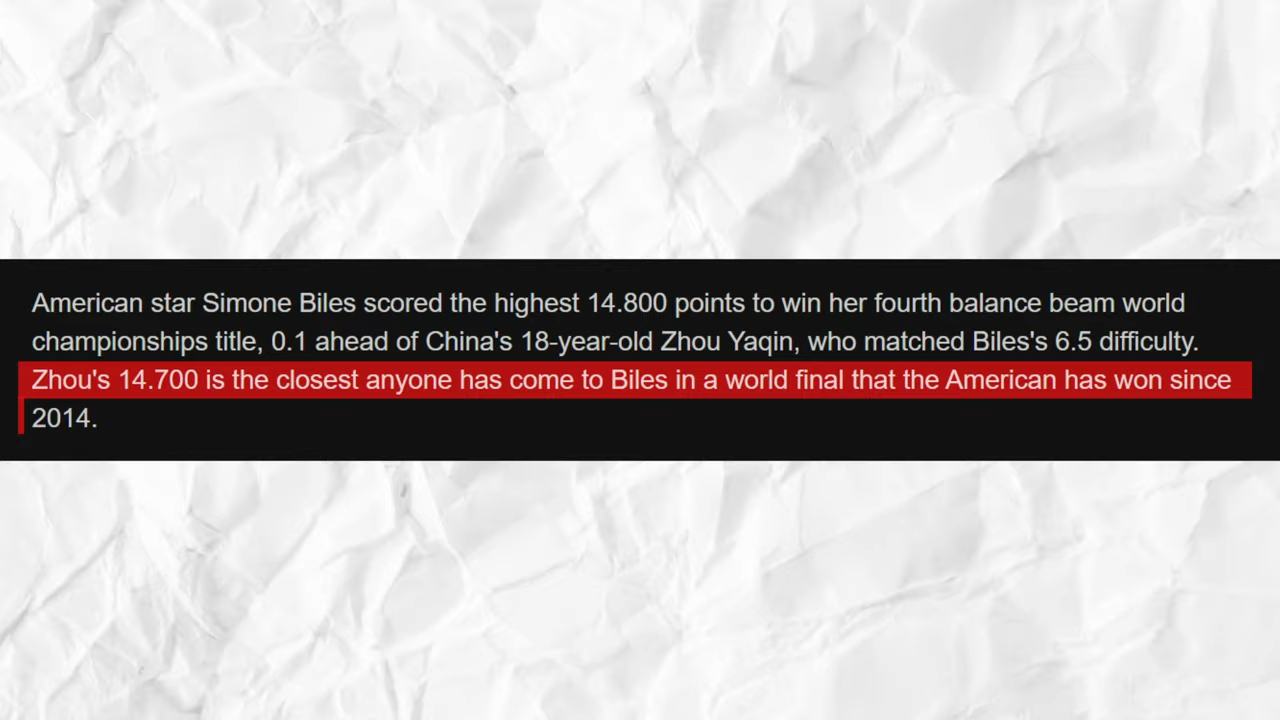 American star Simone Biles scored the highest 14.800 points to win her fourth balance beam world
championships title, 0.1 ahead of China's 18-year-old Zhou Yaqin, who matched Biles's 6.5 difficulty.
Zhou's 14.700 is the closest anyone has come to Biles in a world final that the American has won since
2014.